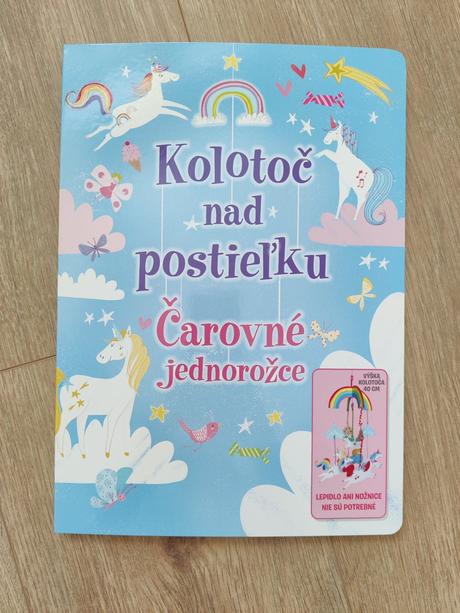 Kolotoč
nad
postieľku
Čarovné
jednorožce
VÝŠKA
KOLOTOČA
40 CM
LEPIDLO ANI NOŽNICE
NIE SÚ POTREBNÉ